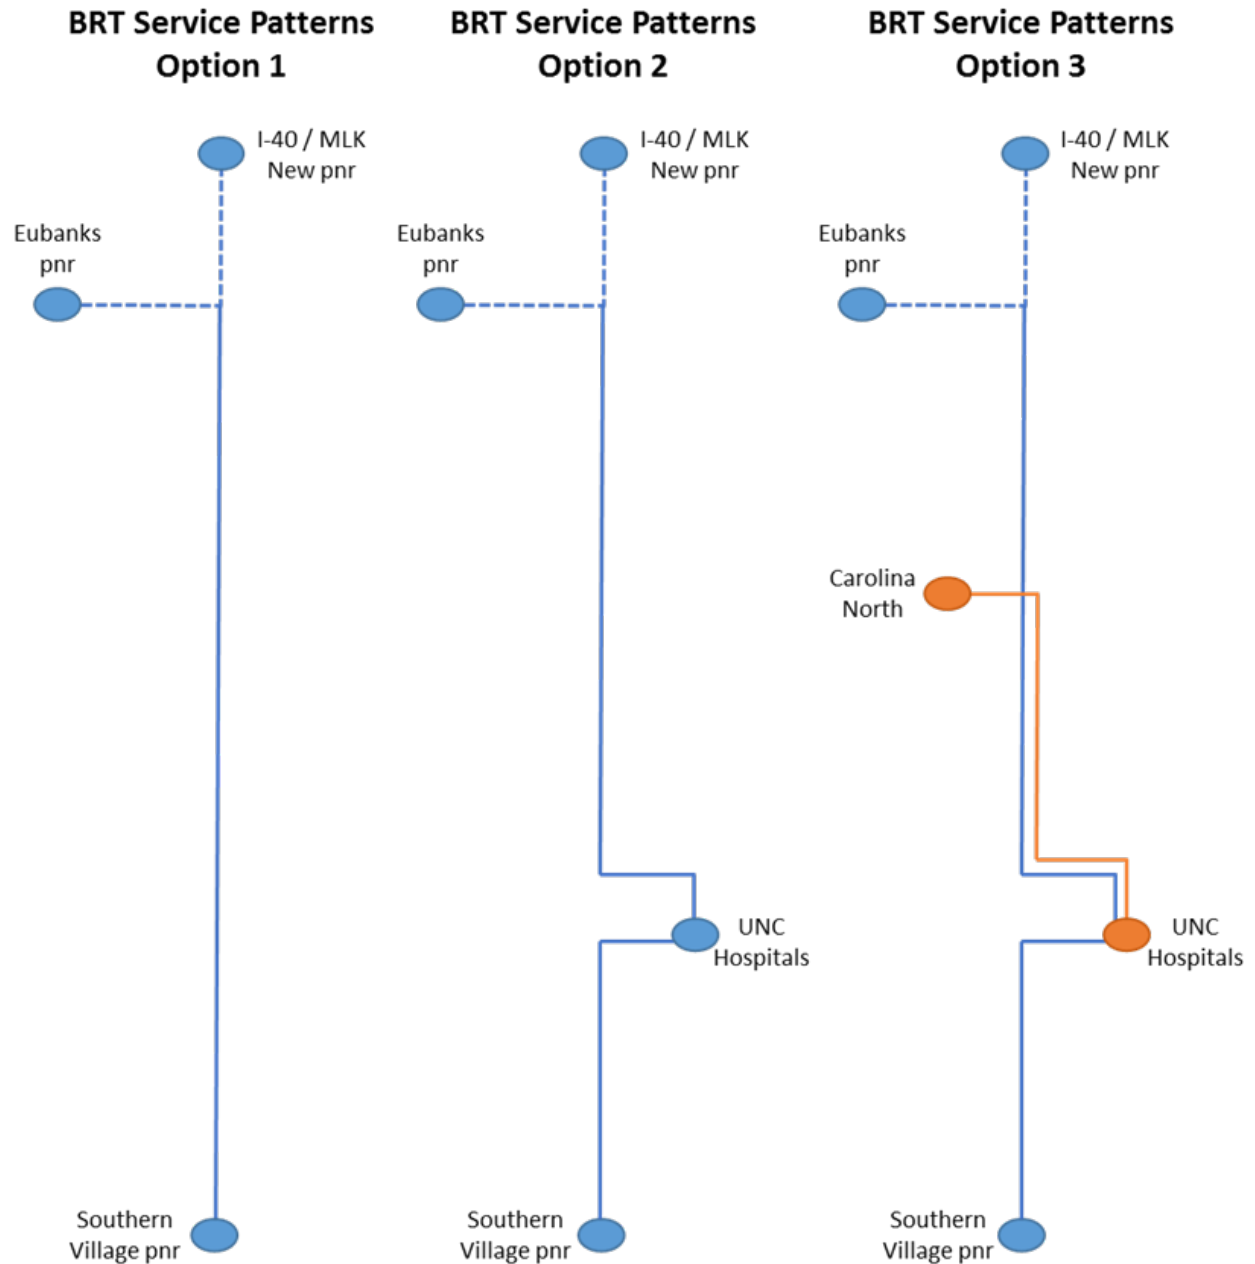 BRT Service Patterns
Option 1
I-40 / MLK
New pnr
Eubanks
pnr
Southern
Village pnr
BRT Service Patterns
Option 2
I-40 / MLK
New pnr
Eubanks
pnr
UNC
Hospitals
Southern
Village pnr
BRT Service Patterns
Option 3
I-40 / MLK
New pnr
Eubanks
pnr
Carolina
North
UNC
Hospitals
Southern
Village pnr